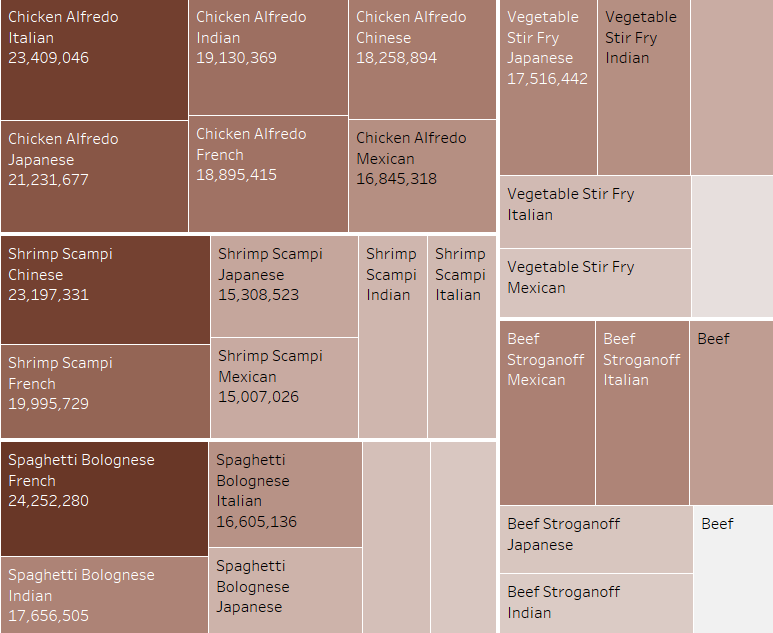 Chicken Alfredo
Italian
23,409,046
Chicken Alfredo
Indian
19,130,369
Chicken Alfredo
Chinese
18,258,894
Chicken Alfredo
Japanese
21,231,677
Chicken Alfredo
French
18,895,415
Chicken Alfredo
Mexican
16,845,318
Shrimp Scampi
Chinese
23,197,331
Shrimp Scampi
Japanese
15,308,523
Shrimp
Scampi
Indian
Shrimp
Scampi
Italian
Shrimp Scampi
French
19,995,729
Shrimp Scampi
Mexican
15,007,026
Spaghetti Bolognese
French
24,252,280
Spaghetti
Bolognese
Italian
16,605,136
Spaghetti Bolognese
Indian
17,656,505
Spaghetti
Bolognese
Japanese
Vegetable
Stir Fry
Japanese
17,516,442
Vegetable
Stir Fry
Indian
Vegetable Stir Fry
Italian
Vegetable Stir Fry
Mexican
Beef
Stroganoff
Mexican
Beef
Stroganoff
Italian
Beef
Beef Stroganoff
Japanese
Beef
Beef Stroganoff
Indian